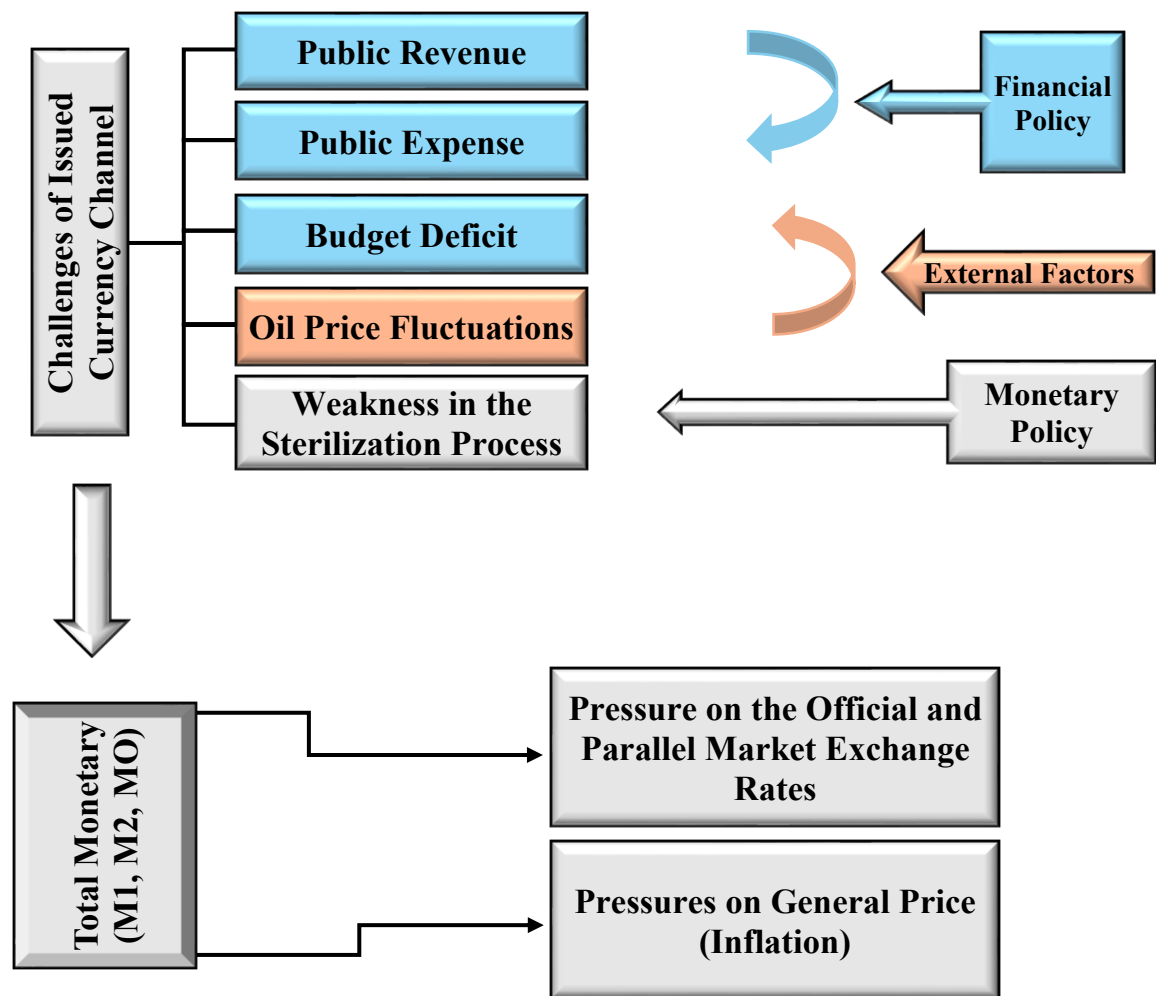 Challenges of Issued
Currency Channel
Public Revenue
Public Expense
Budget Deficit
Oil Price Fluctuations
Weakness in the
Sterilization Process
Financial
Policy
External Factors
Monetary
Policy
Total Monetary
(M1, M2, MO)
Pressure on the Official and
Parallel Market Exchange
Rates
Pressures on General Price
(Inflation)